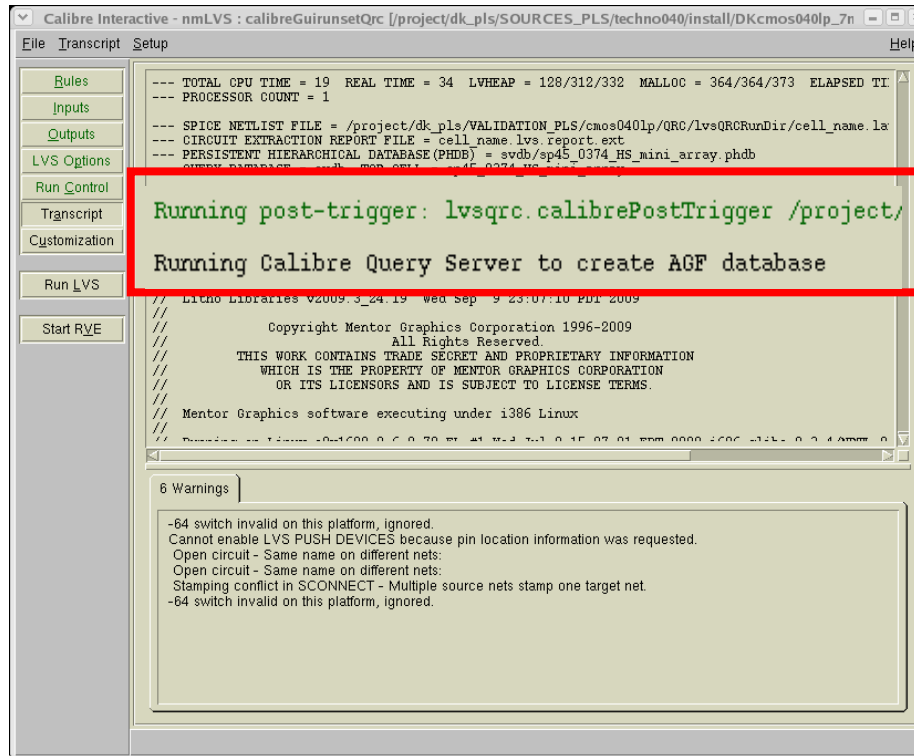 Calibre Interactive - nmLVS : calibreGuirunsetQrc [/project/dk_pls/SOURCES_PLS/techno040/install/DKcmos040lp_7n
File Transcript Setup Help
Rules
Inputs
Outputs
LVS Options
Run Control
Transcript
Customization
Run LVS
Start RVE
--- TOTAL CPU TIME = 19 REAL TIME = 34 LVHEAP = 128/312/332 MALLOC = 364/364/373 ELAPSED TI
--- PROCESSOR COUNT = 1
--- SPICE NETLIST FILE = /project/dk_pls/VALIDATION_PLS/cmos040lp/QRC/lvsQRCRunDir/cell_name.la
--- CIRCUIT EXTRACTION REPORT FILE = cell_name.lvs.report.ext
--- PERSISTENT HIERARCHICAL DATABASE(PHDB) = svdb/sp45_0374_HS_mini_array.phdb
Running post-trigger: lvsqrc.calibrePostTrigger /project/
Running Calibre Query Server to create AGF database
// Litho Libraries v2009.3_24.19 Wed Sep 9 23:07:10 PDT 2009
//
// Copyright Mentor Graphics Corporation 1996-2009
// All Rights Reserved.
// THIS WORK CONTAINS TRADE SECRET AND PROPRIETARY INFORMATION
// WHICH IS THE PROPERTY OF MENTOR GRAPHICS CORPORATION
// OR ITS LICENSORS AND IS SUBJECT TO LICENSE TERMS.
//
// Mentor Graphics software executing under i386 Linux
//
6 Warnings
-64 switch invalid on this platform, ignored.
Cannot enable LVS PUSH DEVICES because pin location information was requested.
Open circuit - Same name on different nets:
Open circuit - Same name on different nets:
Stamping conflict in SCONNECT - Multiple source nets stamp one target net.
-64 switch invalid on this platform, ignored.